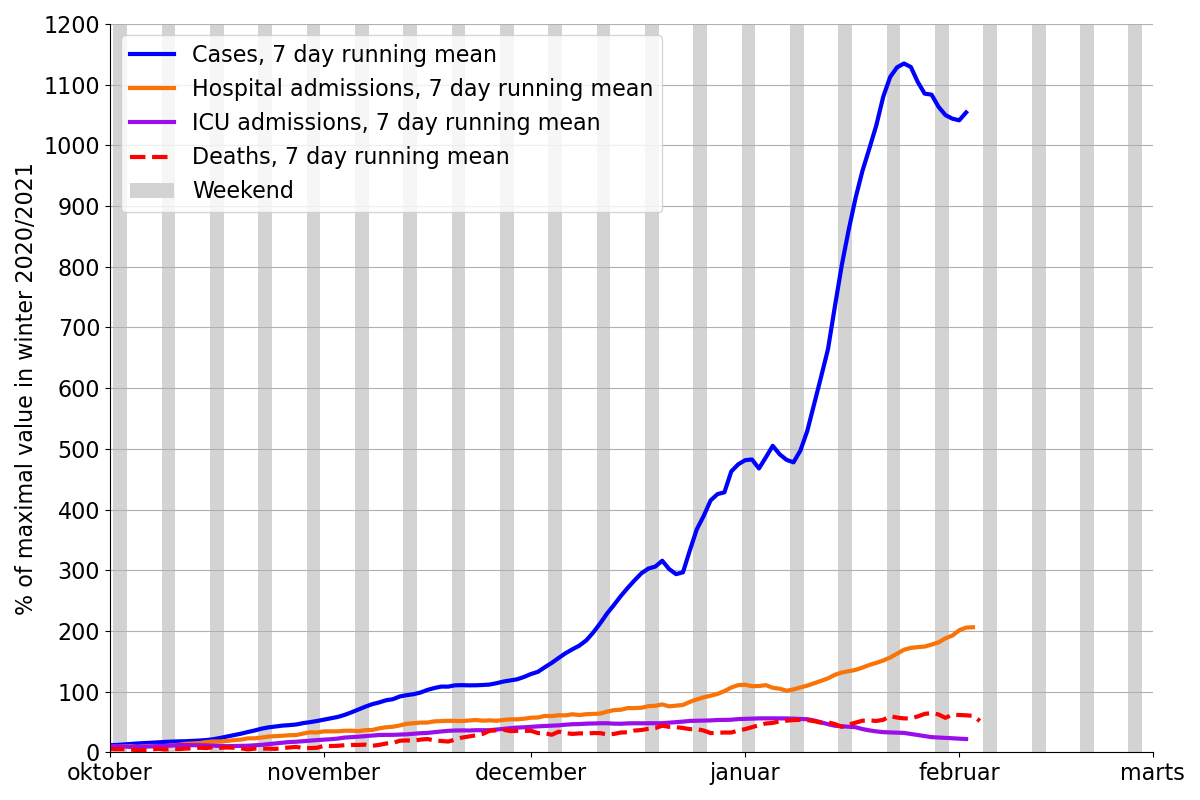 % of maximal value in winter 2020/2021
1200
1100
1000
900
800
700
600
500
400
300
200
100
0
Cases, 7 day running mean
Hospital admissions, 7 day running mean
ICU admissions, 7 day running mean
Deaths, 7 day running mean
Weekend
oktober november december januar februar marts